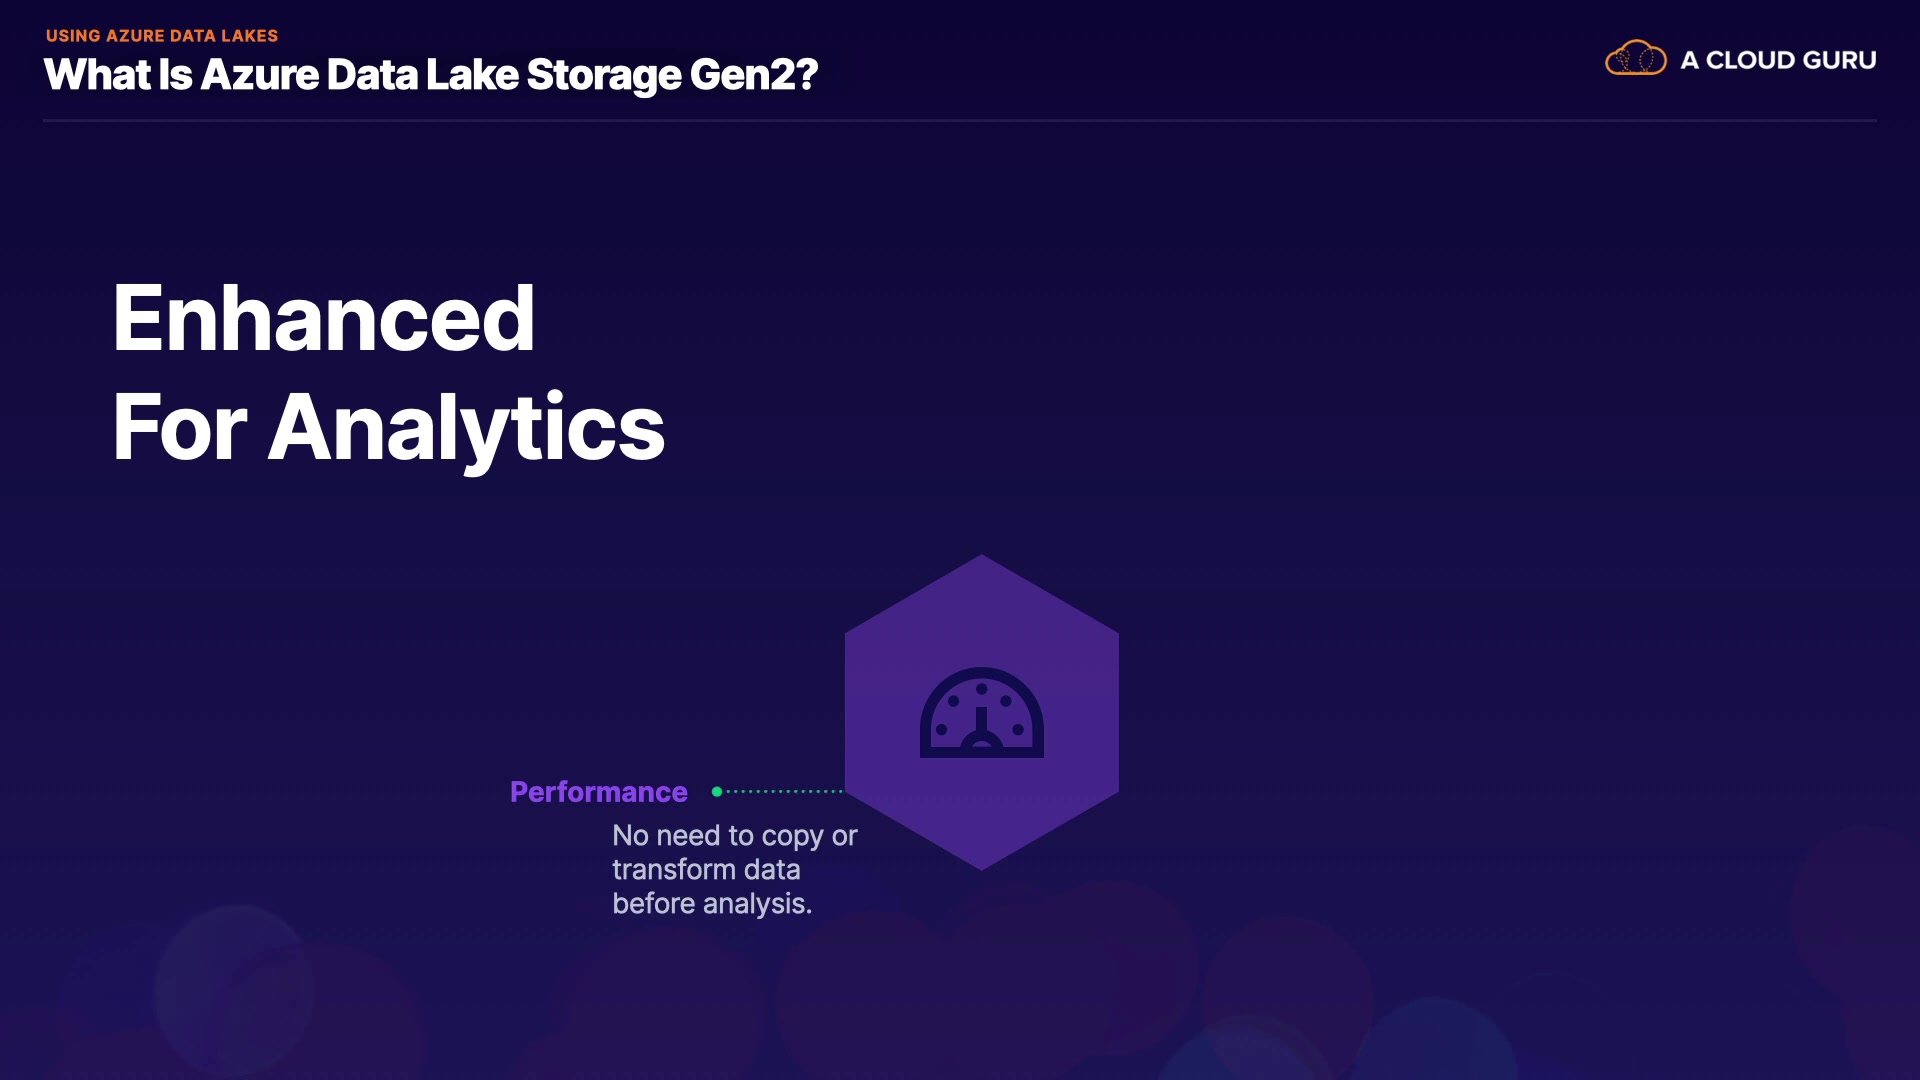 USING AZURE DATA LAKES
What Is Azure Data Lake Storage Gen2?
A CLOUD GURU
Enhanced
For Analytics
Performance
No need to copy or
transform data
before analysis.